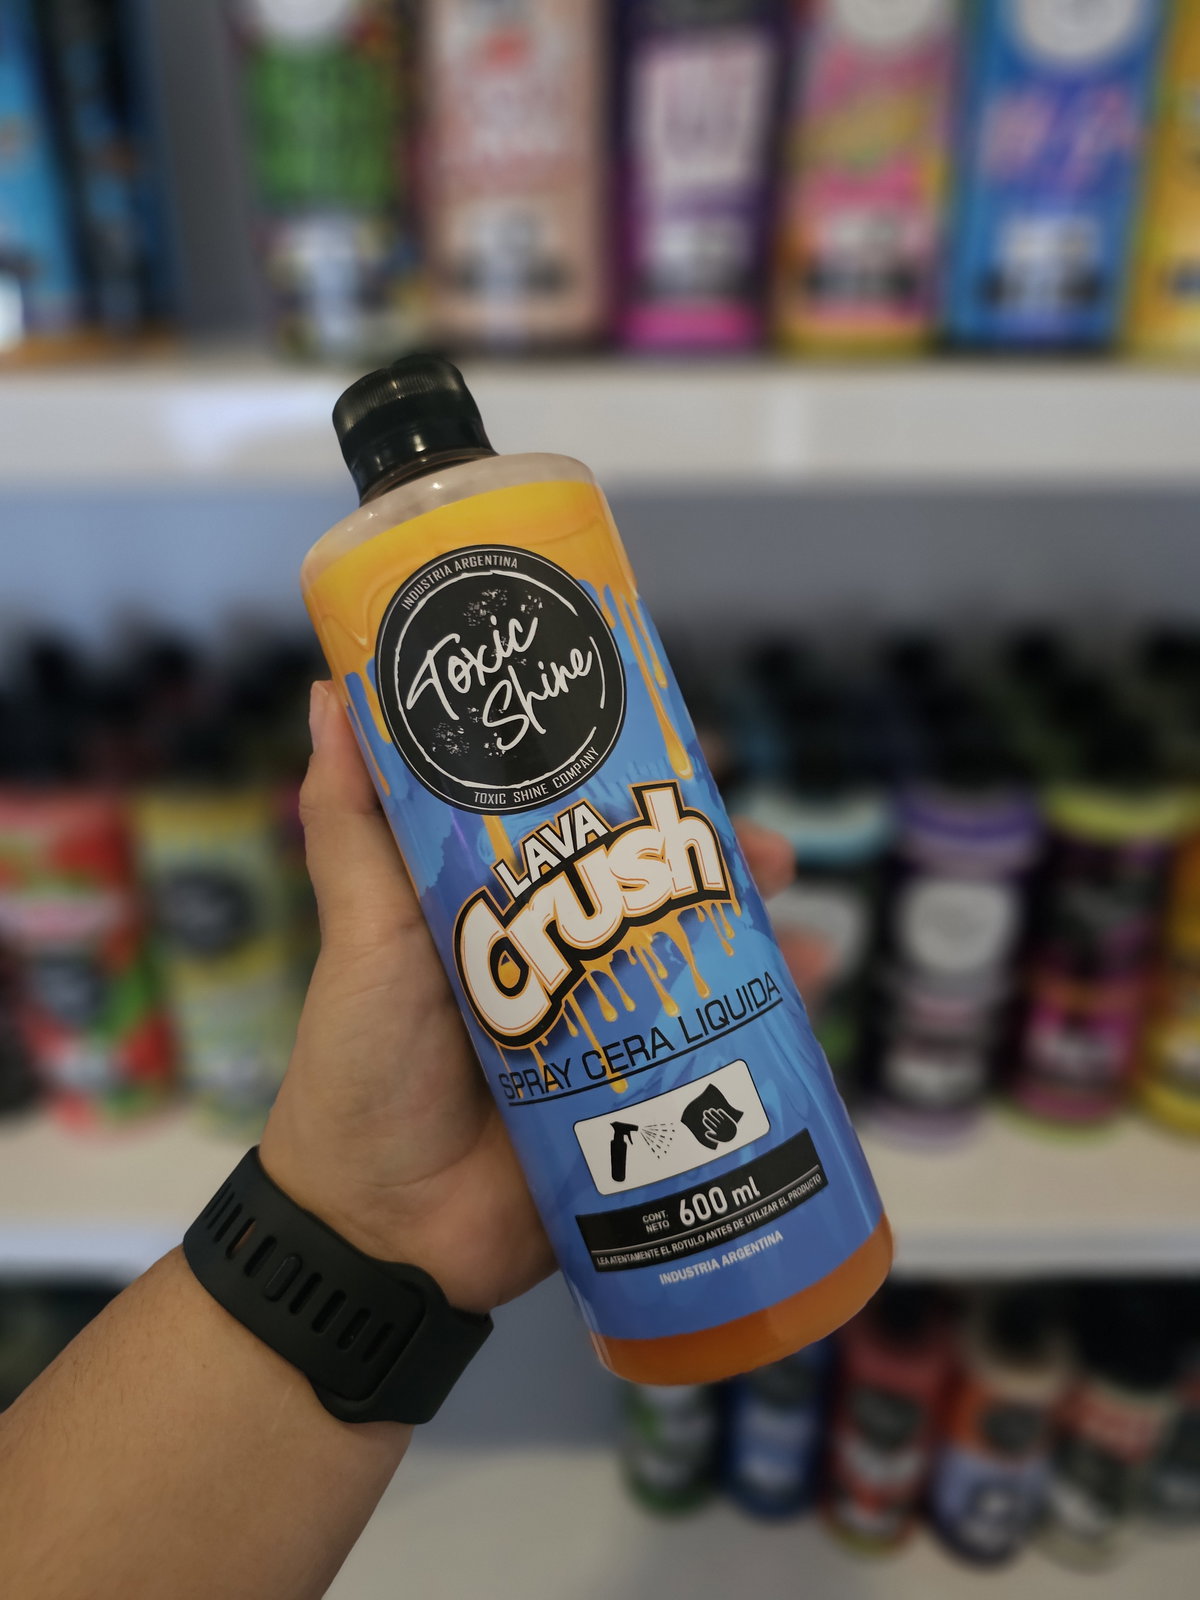 INDUSTRIA ARGENTINA
Toxic
Shine
TOXIC SHINE COMPANY
LAVA
Crush
SPRAY CERA LIQUIDA
CONT.
NETO
600 ml
LEA ATENTAMENTE EL ROTULO ANTES DE UTILIZAR EL PRODUCTO
INDUSTRIA ARGENTINA